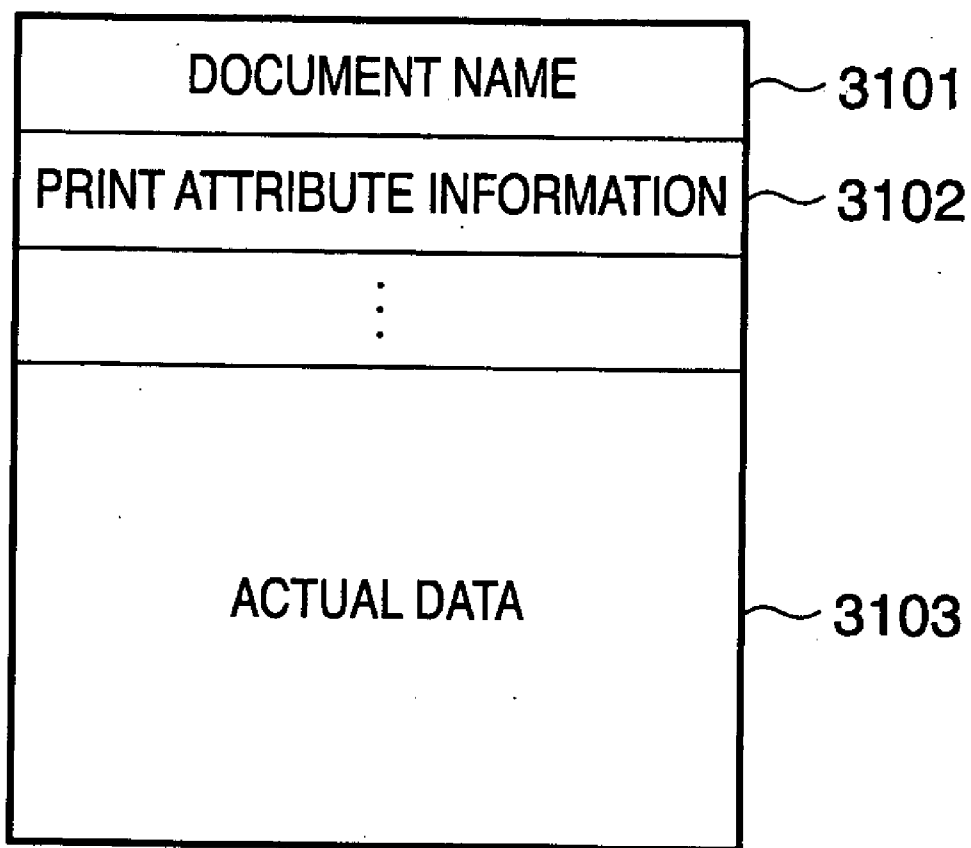 DOCUMENT NAME 3101
PRINT ATTRIBUTE INFORMATION 3102
ACTUAL DATA 3103